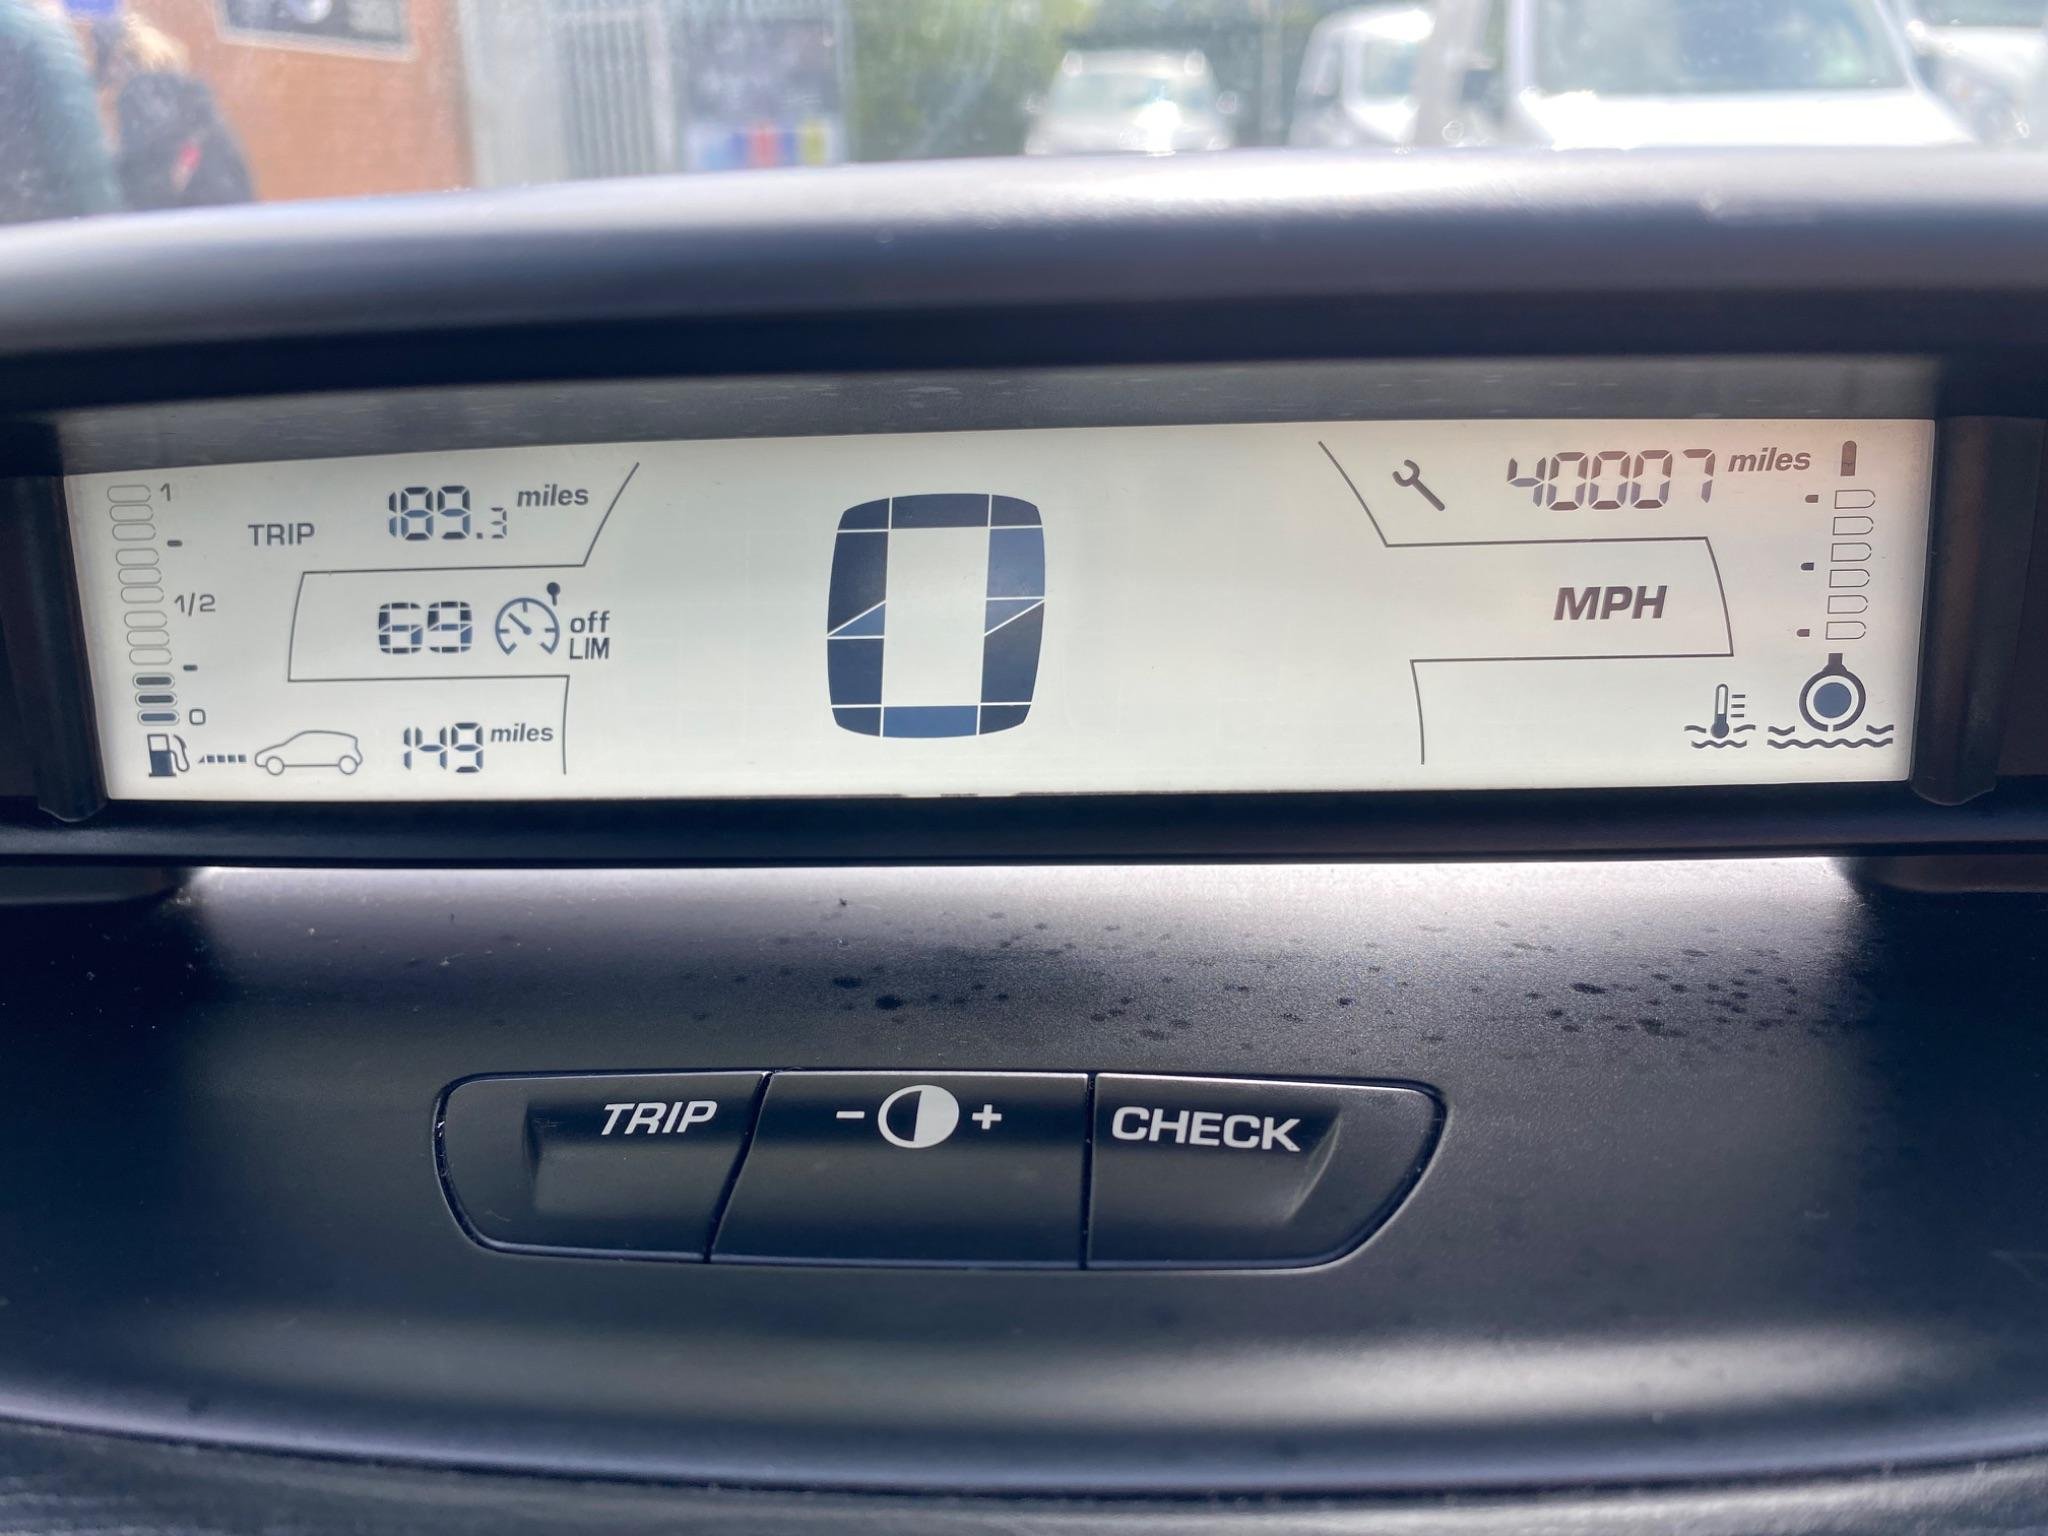 1
TRIP 189.3 miles
1/2
69 off
LIM
0
149 miles
0
40007 miles
MPH
TRIP
- +
CHECK